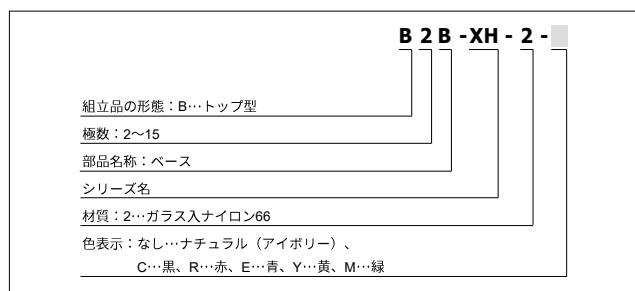 B 2 B - XH - 2 -
組立品の形態：B…トップ型
極数：2～15
部品名称：ベース
シリーズ名
材質：2…ガラス入ナイロン66
色表示：なし…ナチュラル（アイボリー）、
C…黒、R…赤、E…青、Y…黄、M…緑